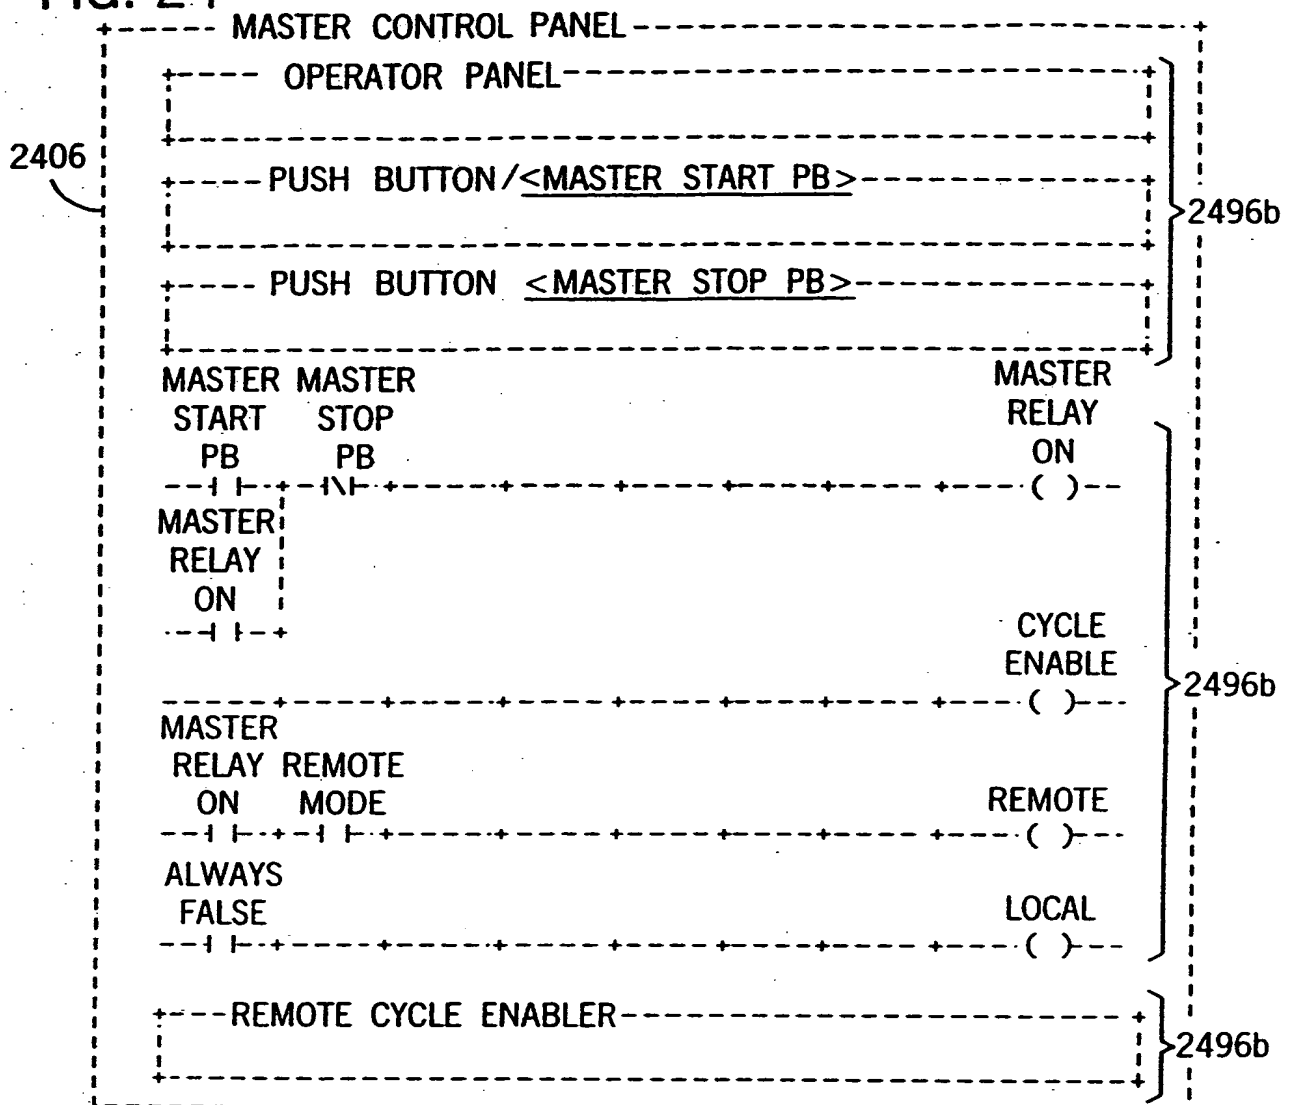 FIG. 24
MASTER CONTROL PANEL
OPERATOR PANEL
2406
PUSH BUTTON/<MASTER START PB>
2496b
PUSH BUTTON <MASTER STOP PB>
MASTER MASTER
START STOP
PB PB
MASTER
RELAY
ON
MASTER
RELAY
ON
CYCLE
ENABLE
2496b
MASTER
RELAY REMOTE
ON MODE
REMOTE
ALWAYS
FALSE
LOCAL
REMOTE CYCLE ENABLER
2496b